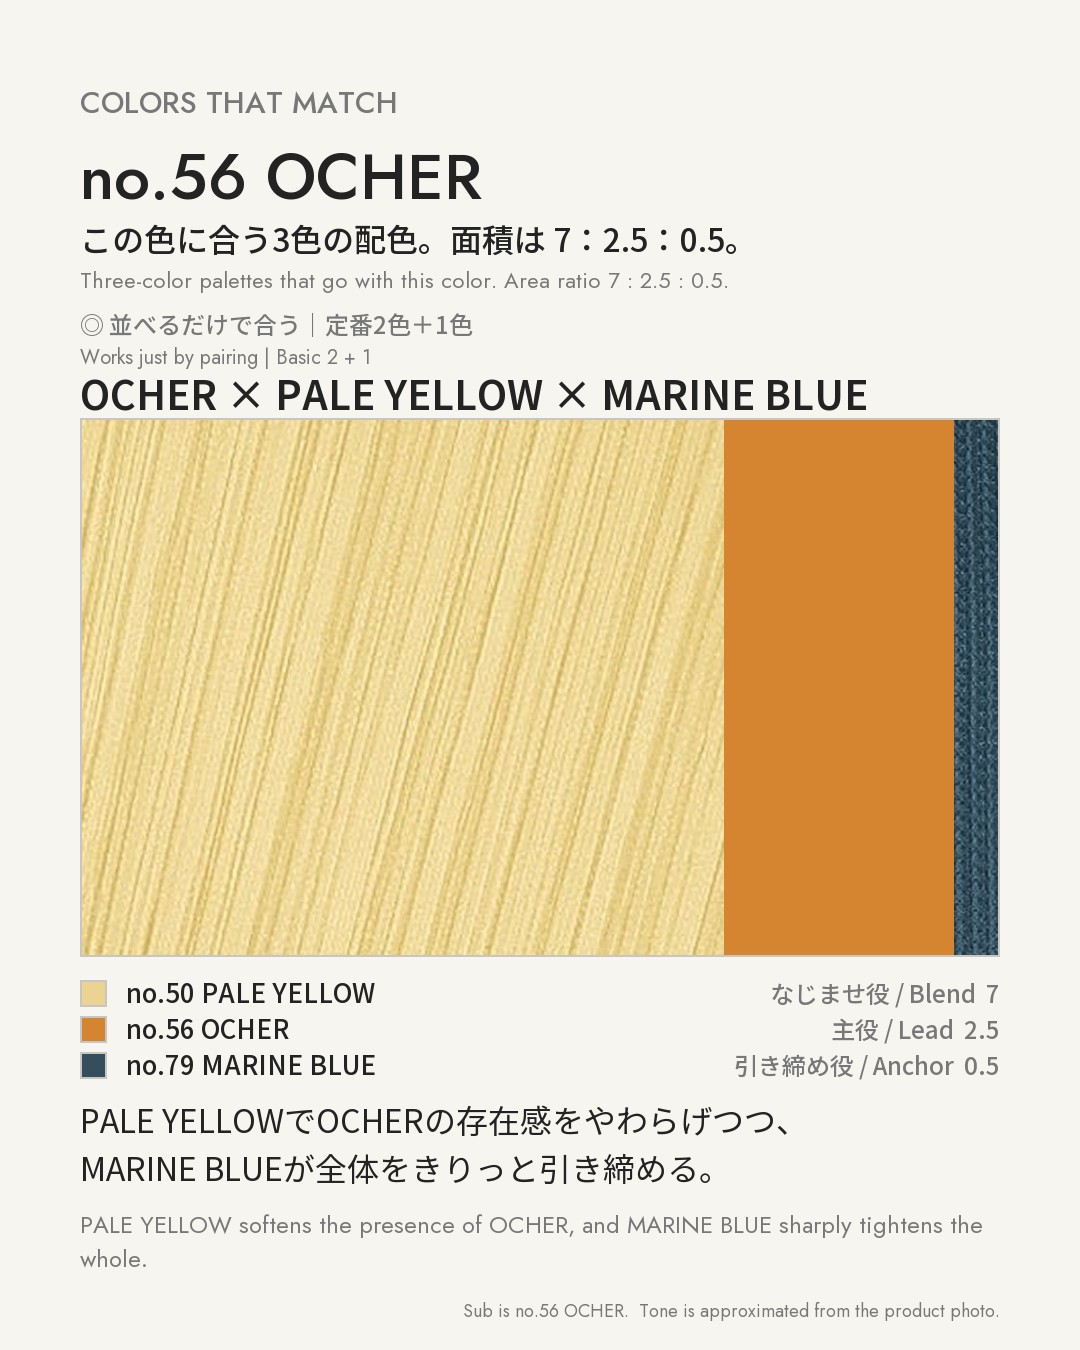 COLORS THAT MATCH
no.56 OCHER
この色に合う3色の配色。面積は 7：2.5：0.5。
Three-color palettes that go with this color. Area ratio 7 : 2.5 : 0.5.
◎ 並べるだけで合う｜定番2色＋1色
Works just by pairing | Basic 2 + 1
OCHER × PALE YELLOW × MARINE BLUE
no.50 PALE YELLOW なじませ役 / Blend 7
no.56 OCHER 主役 / Lead 2.5
no.79 MARINE BLUE 引き締め役 / Anchor 0.5
PALE YELLOWでOCHERの存在感をやわらげつつ、
MARINE BLUEが全体をきりっと引き締める。
PALE YELLOW softens the presence of OCHER, and MARINE BLUE sharply tightens the
whole.
Sub is no.56 OCHER. Tone is approximated from the product photo.